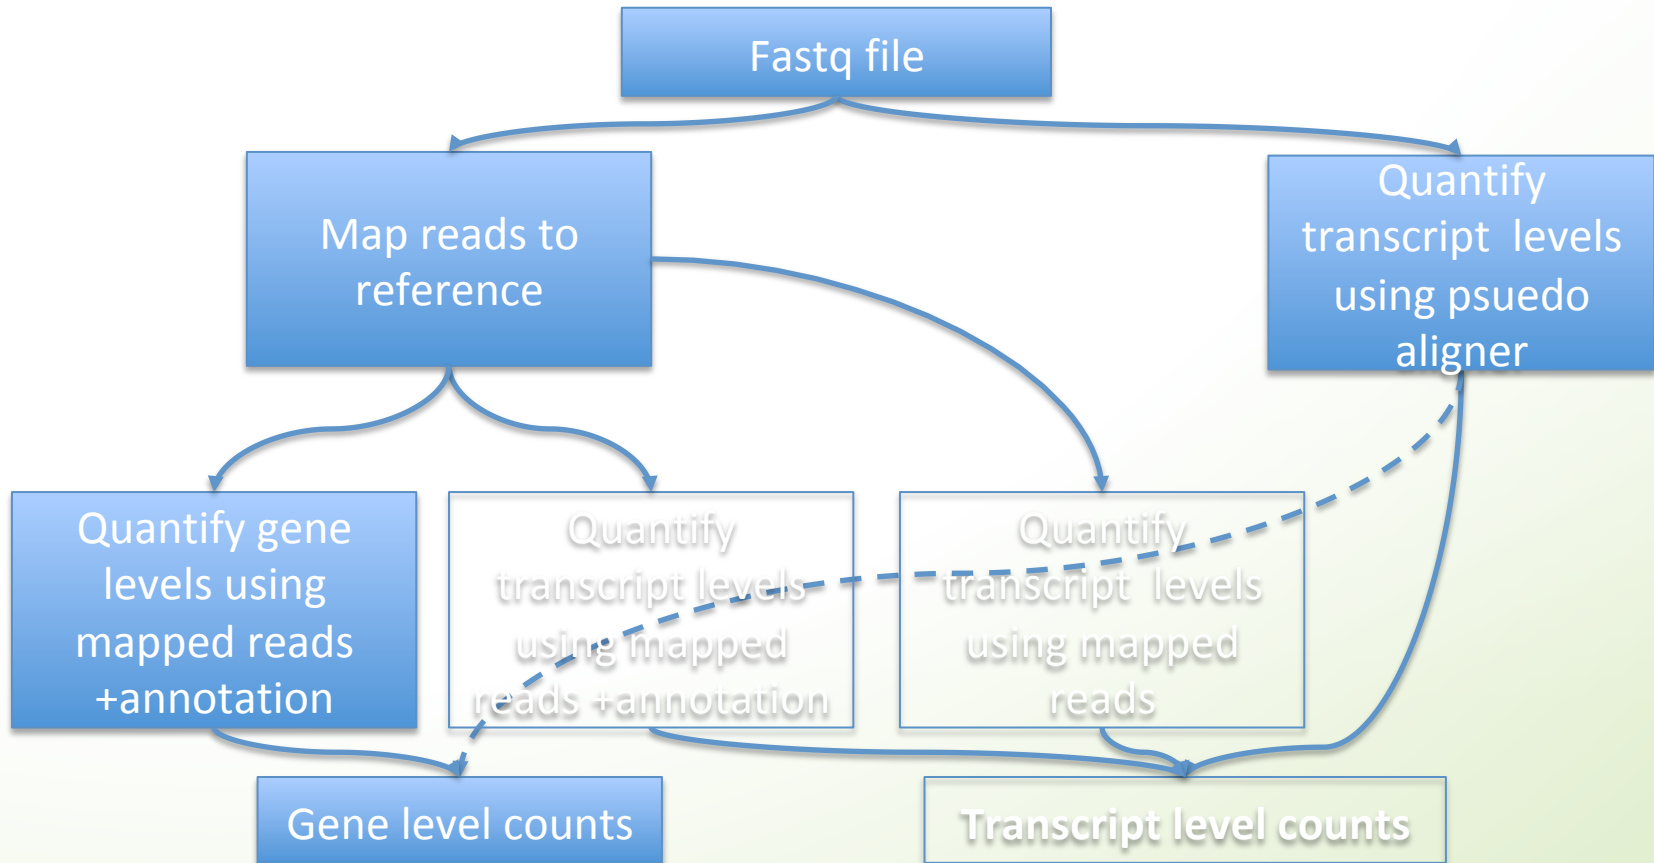 Fastq file
Map reads to
reference
Quantify
transcript levels
using psuedo
aligner
Quantify gene
levels using
mapped reads
+annotation
Quantify
transcript levels
using mapped
reads +annotation
Quantify
transcript levels
using mapped
reads
Gene level counts
Transcript level counts